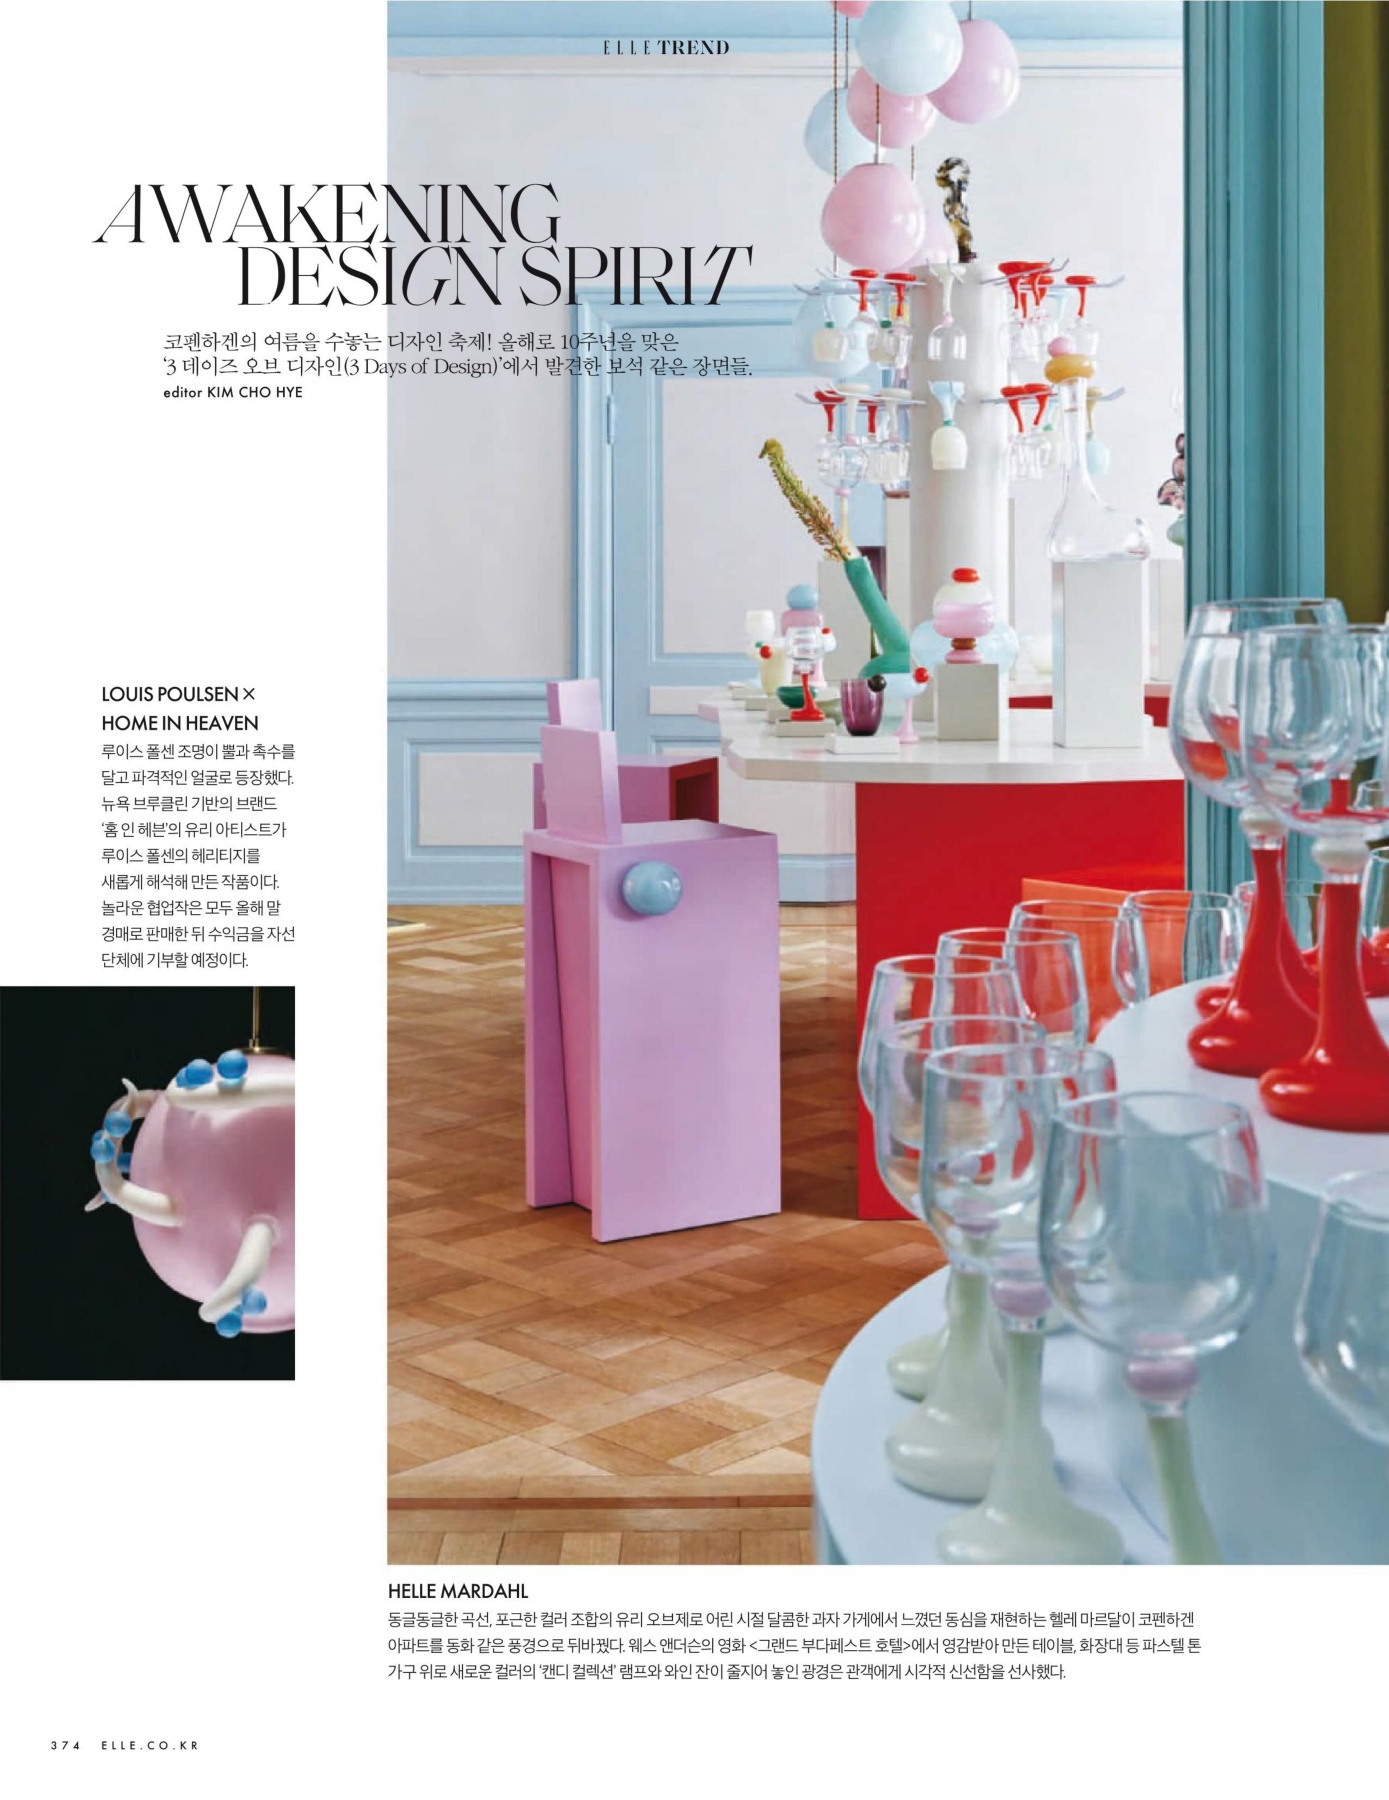 ELLE TREND
AWAKENING
DESIGN SPIRIT
코펜하겐의 여름을 수놓는 디자인 축제! 올해로 10주년을 맞은
‘3 데이즈 오브 디자인(3 Days of Design)’에서 발견한 보석 같은 장면들.
editor KIM CHO HYE
LOUIS POULSEN ×
HOME IN HEAVEN
루이스 폴센 조명이 뿔과 촉수를
달고 파격적인 얼굴로 등장했다.
뉴욕 브루클린 기반의 브랜드
‘홈 인 헤븐’의 유리 아티스트가
루이스 폴센의 헤리티지를
새롭게 해석해 만든 작품이다.
놀라운 협업작은 모두 올해 말
경매로 판매한 뒤 수익금을 자선
단체에 기부할 예정이다.
HELLE MARDAHL
동글동글한 곡선, 포근한 컬러 조합의 유리 오브제로 어린 시절 달콤한 과자 가게에서 느꼈던 동심을 재현하는 헬레 마르달이 코펜하겐
아파트를 동화 같은 풍경으로 뒤바꿨다. 웨스 앤더슨의 영화 <그랜드 부다페스트 호텔>에서 영감받아 만든 테이블, 화장대 등 파스텔 톤
가구 위로 새로운 컬러의 ‘캔디 컬렉션’ 램프와 와인 잔이 줄지어 놓인 광경은 관객에게 시각적 신선함을 선사했다.
374 ELLE.CO.KR